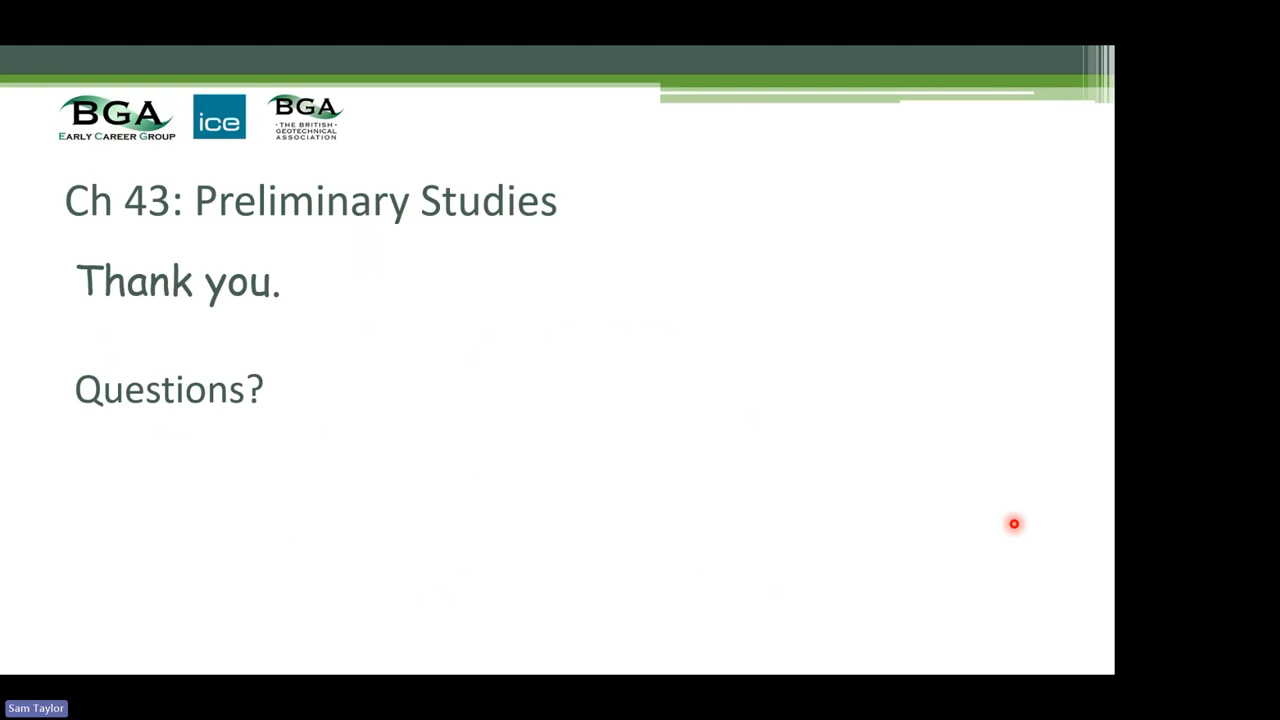 BGA
EARLY CAREER GROUP
ice
BGA
·THE BRITISH·
GEOTECHNICAL
ASSOCIATION
Ch 43: Preliminary Studies
Thank you.
Questions?
Sam Taylor